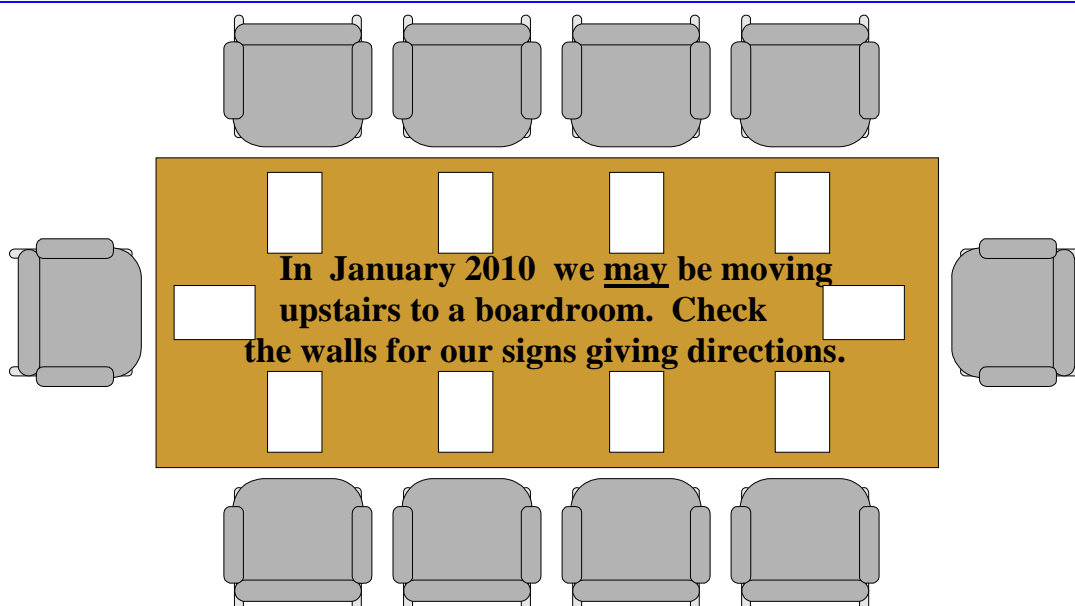 In January 2010 we may be moving
upstairs to a boardroom. Check
the walls for our signs giving directions.